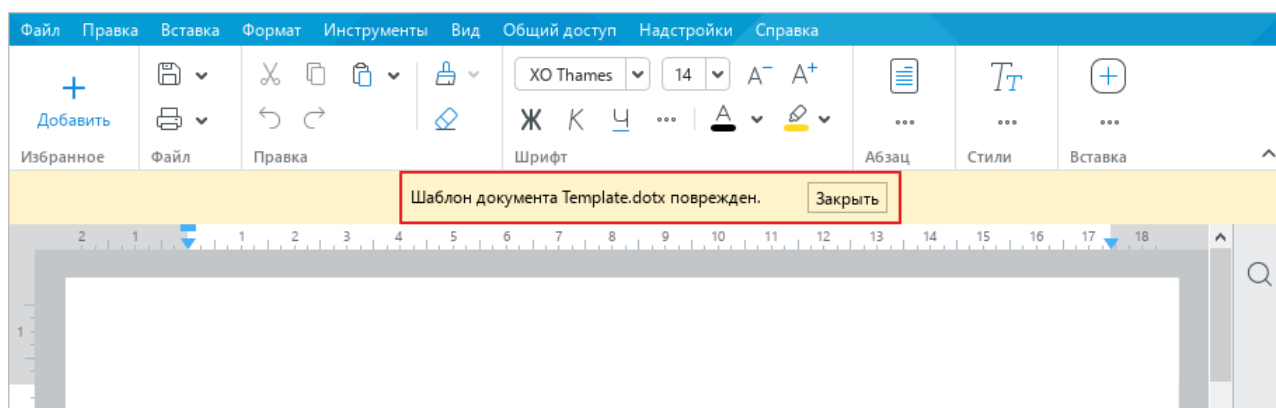 Файл Правка Вставка Формат Инструменты Вид Общий доступ Надстройки Справка
XO Thames 14 A⁻ A⁺ Tт
Добавить Ж К Ч A
Избранное Файл Правка Шрифт Абзац Стили Вставка
Шаблон документа Template.dotx поврежден. Закрыть
2 1 1 2 3 4 5 6 7 8 9 10 11 12 13 14 15 16 17 18
1